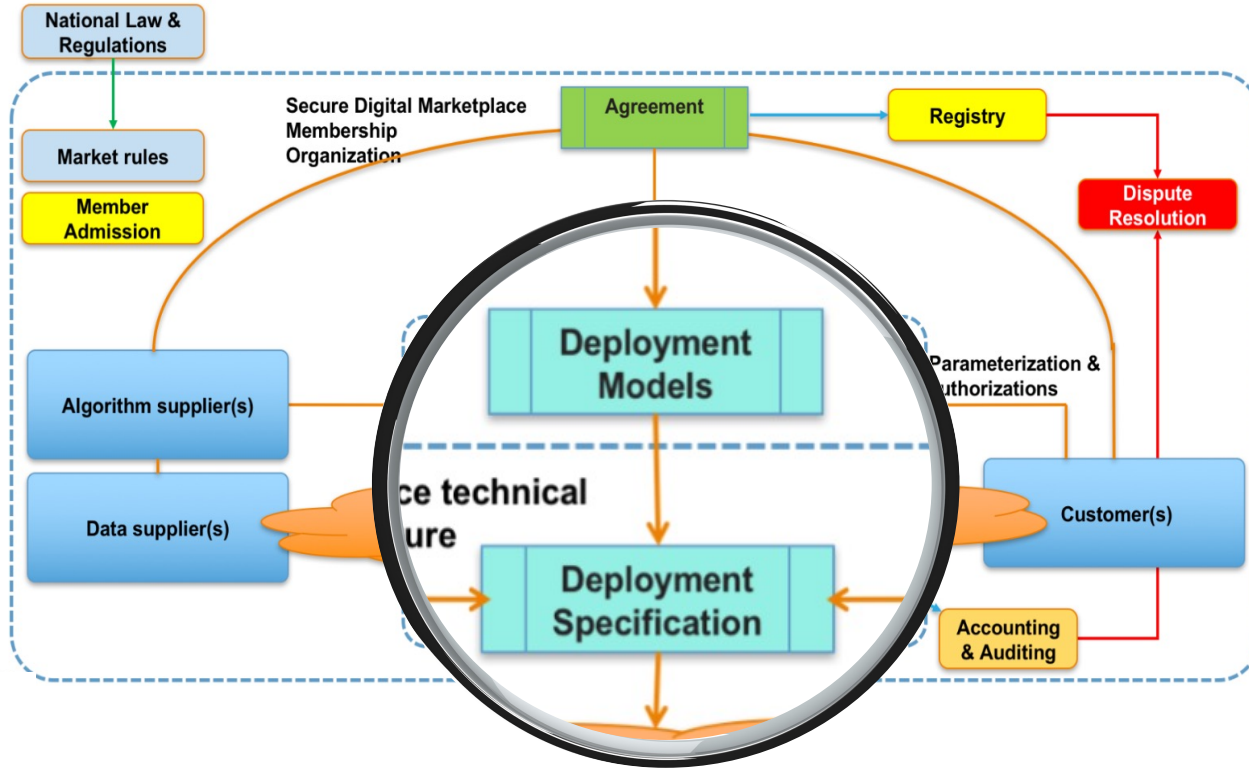 National Law &
Regulations
Market rules
Member
Admission
Secure Digital Marketplace
Membership
Organization
Agreement
Registry
Dispute
Resolution
Deployment
Models
Parameterization &
uthorizations
Algorithm supplier(s)
Data supplier(s)
ce technical
ure
Customer(s)
Deployment
Specification
Accounting
& Auditing